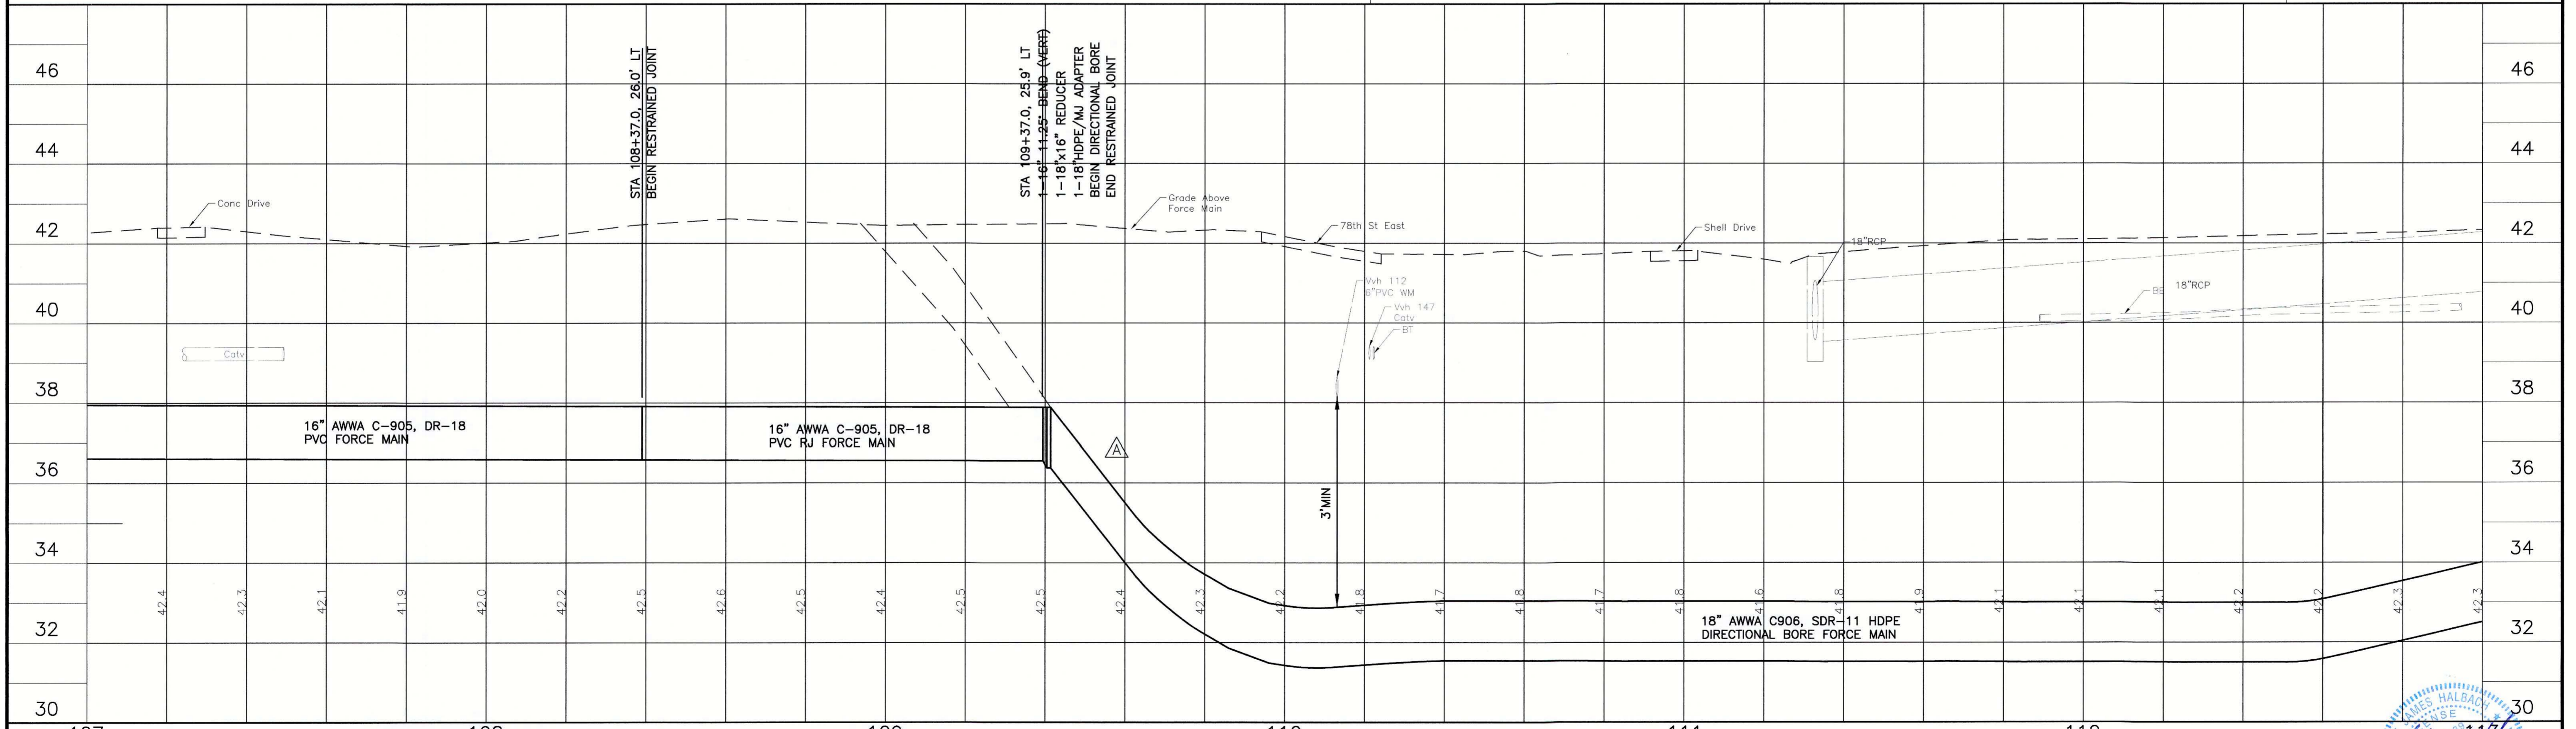 46
44
42
40
38
36
34
32
30
STA 108+37.0, 26.0' LT
BEGIN RESTRAINED JOINT
STA 109+37.0, 25.9' LT
1-16" 11.25° BEND (VERT)
1-18"x16" REDUCER
1-18"HDPE/MJ ADAPTER
BEGIN DIRECTIONAL BORE
END RESTRAINED JOINT
Conc Drive
Grade Above
Force Main
78th St East
Shell Drive
18"RCP
Vvh 112
6"PVC WM
Vvh 147
Catv
BT
BE
18"RCP
Catv
16" AWWA C-905, DR-18
PVC FORCE MAIN
16" AWWA C-905, DR-18
PVC RJ FORCE MAIN
A
3'MIN
18" AWWA C906, SDR-11 HDPE
DIRECTIONAL BORE FORCE MAIN
42.4
42.3
42.1
41.9
42.0
42.2
42.5
42.6
42.5
42.4
42.5
42.5
42.4
42.3
42.2
41.8
41.7
41.8
41.7
41.8
41.6
41.8
41.9
42.1
42.1
42.1
42.2
42.2
42.3
42.3
46
44
42
40
38
36
34
32
30
JAMES HALBACH